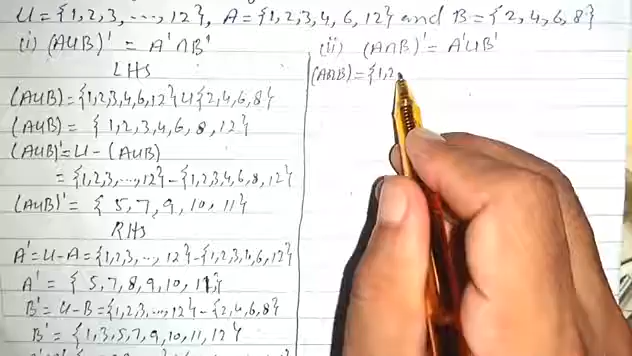 U = {1,2,3, ..., 12}, A = {1,2,3,4,6,12} and B = {2,4,6,8}
(i) (A∪B)' = A'∩B'
LHS
(A∪B) = {1,2,3,4,6,12} ∪ {2,4,6,8}
(A∪B) = { 1,2,3,4,6,8,12}
(A∪B)' = U - (A∪B)
= {1,2,3,...,12} - {1,2,3,4,6,8,12}
(A∪B)' = { 5,7,9,10,11}
RHS
A' = U - A = {1,2,3,..,12} - {1,2,3,4,6,12}
A' = { 5,7,8,9,10,11}
B' = U - B = {1,2,3,...,12} - {2,4,6,8}
B' = {1,3,5,7,9,10,11,12}
(ii) (A∩B)' = A'∪B'
(A∩B) = {1,2